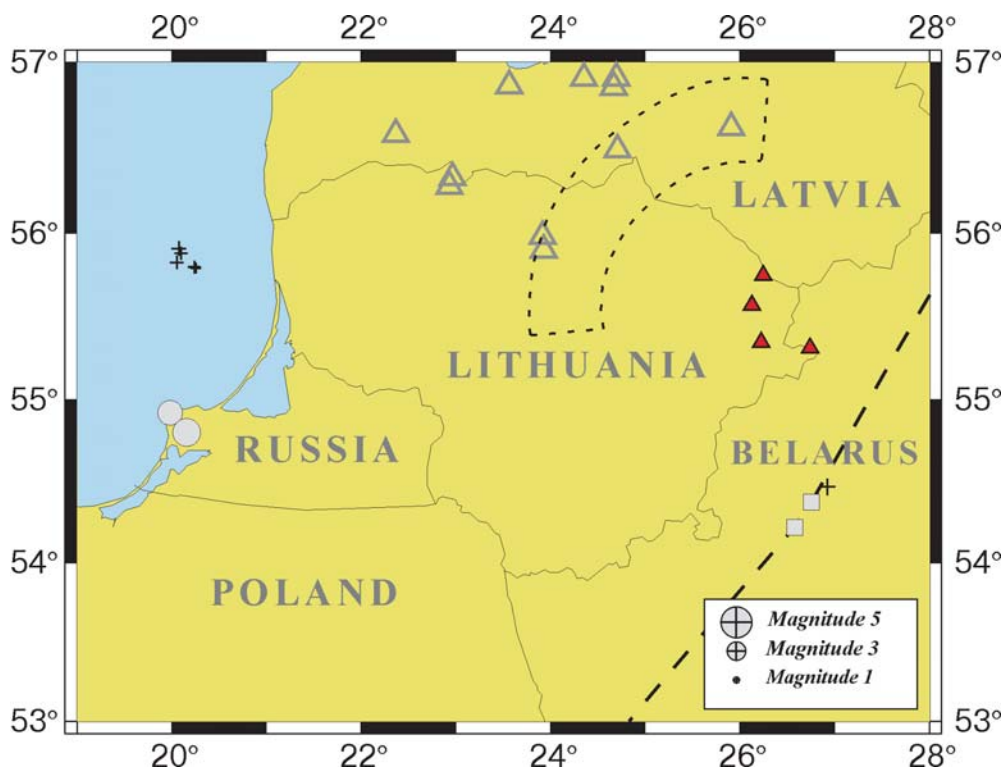 20° 22° 24° 26° 28°
57° 57°
LATVIA
56° 56°
LITHUANIA
55° 55°
RUSSIA BELARUS
54° 54°
POLAND
Magnitude 5
Magnitude 3
Magnitude 1
53° 53°
20° 22° 24° 26° 28°